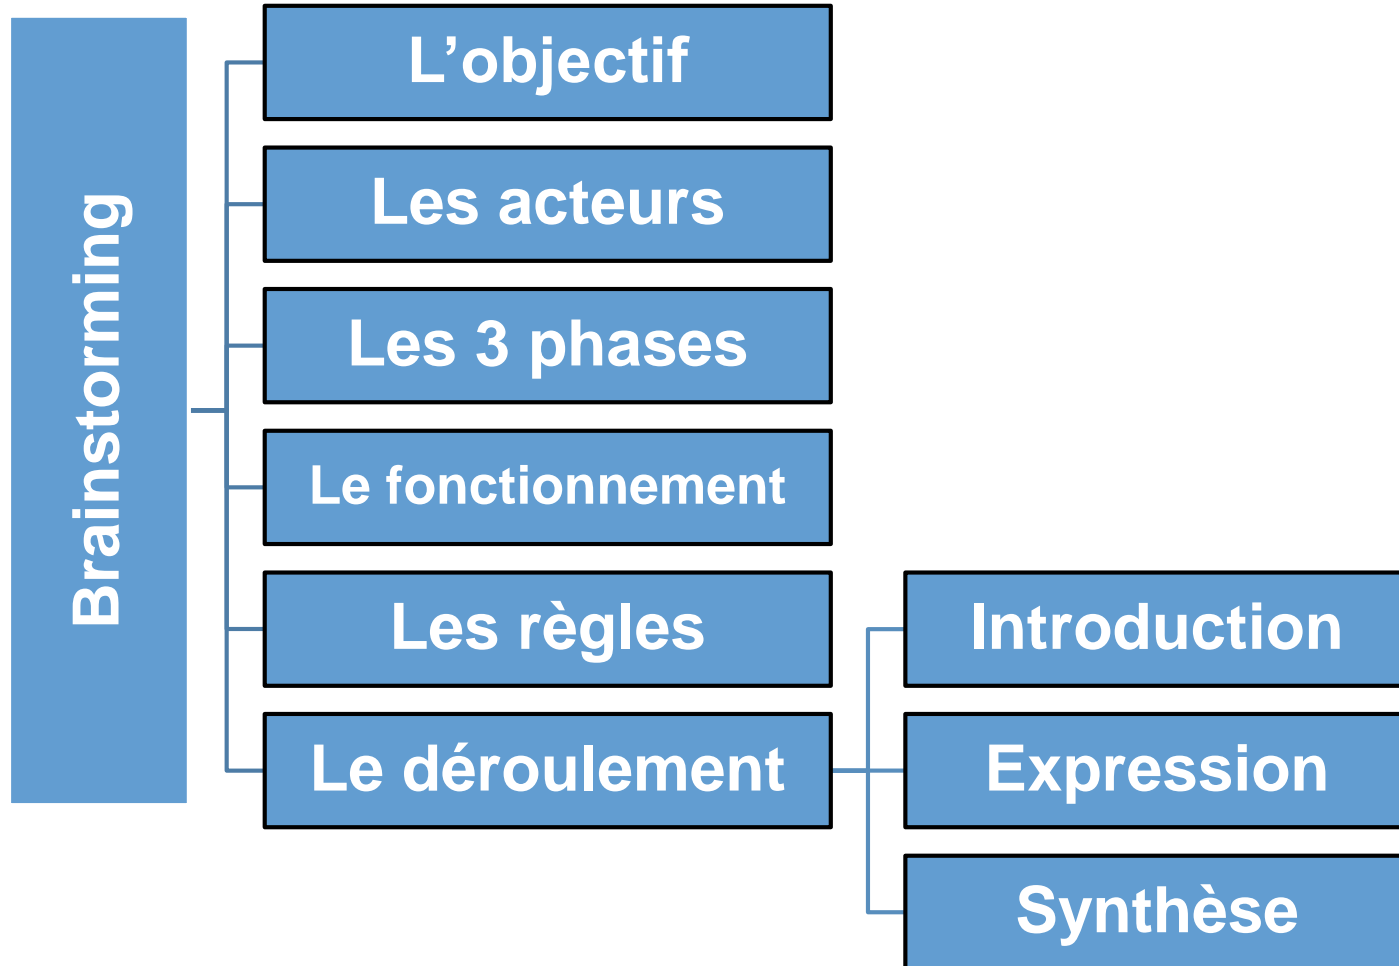 Brainstorming
L’objectif
Les acteurs
Les 3 phases
Le fonctionnement
Les règles
Le déroulement
Introduction
Expression
Synthèse